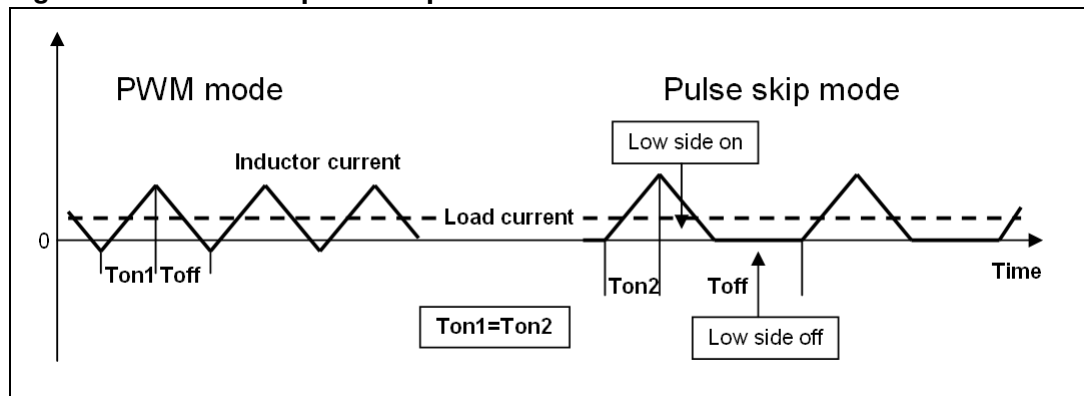 PWM mode
Pulse skip mode
Low side on
Inductor current
Load current
0
Ton1 Toff
Ton2
Toff
Time
Ton1=Ton2
Low side off